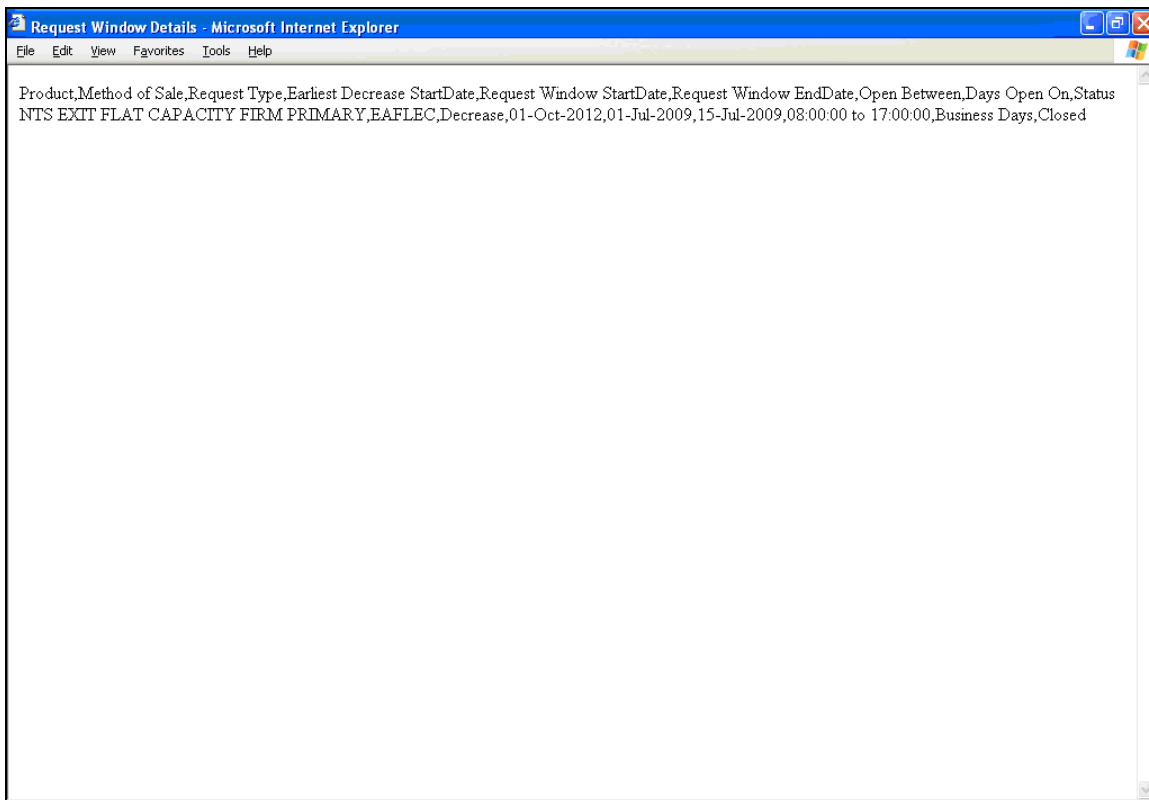 Request Window Details - Microsoft Internet Explorer
File Edit View Favorites Tools Help
Product,Method of Sale,Request Type,Earliest Decrease StartDate,Request Window StartDate,Request Window EndDate,Open Between,Days Open On,Status
NTS EXIT FLAT CAPACITY FIRM PRIMARY,EAFLEC,Decrease,01-Oct-2012,01-Jul-2009,15-Jul-2009,08:00:00 to 17:00:00,Business Days,Closed